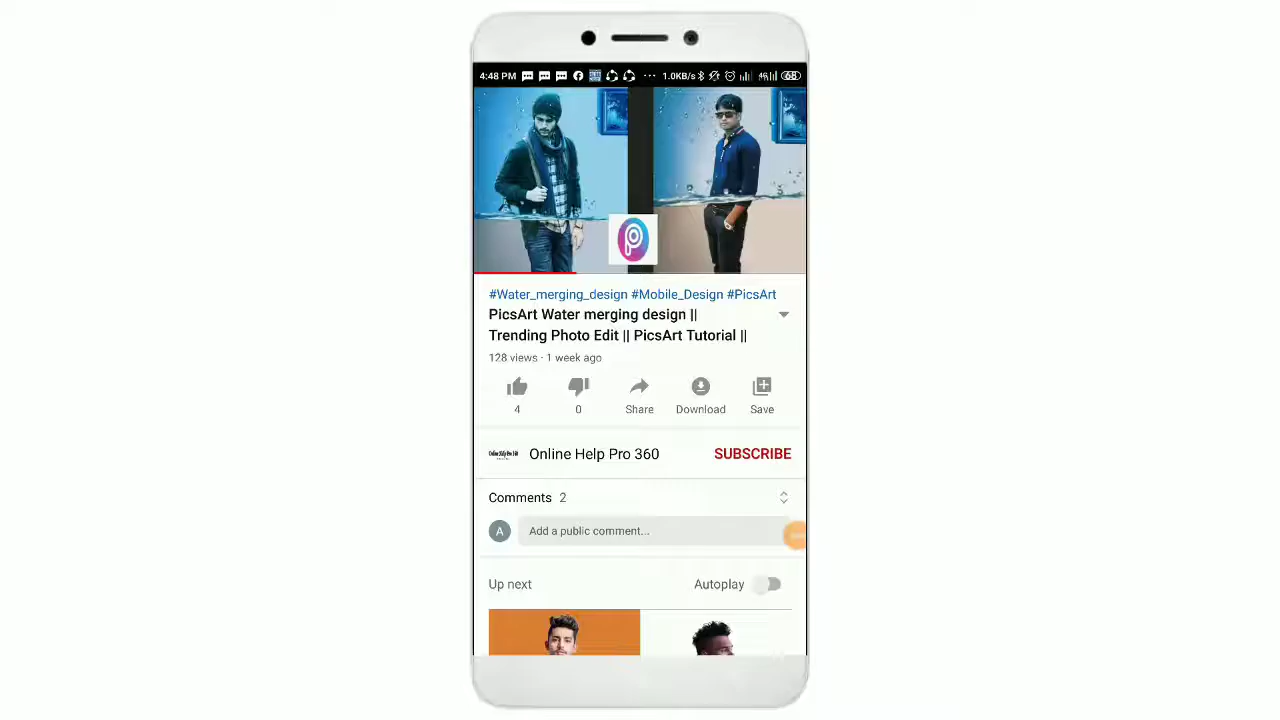 4:48 PM
1.0KB/s
68
#Water_merging_design #Mobile_Design #PicsArt
PicsArt Water merging design ||
Trending Photo Edit || PicsArt Tutorial ||
128 views · 1 week ago
4
0
Share
Download
Save
Online Help Pro 360
SUBSCRIBE
Comments 2
A
Add a public comment...
Up next
Autoplay